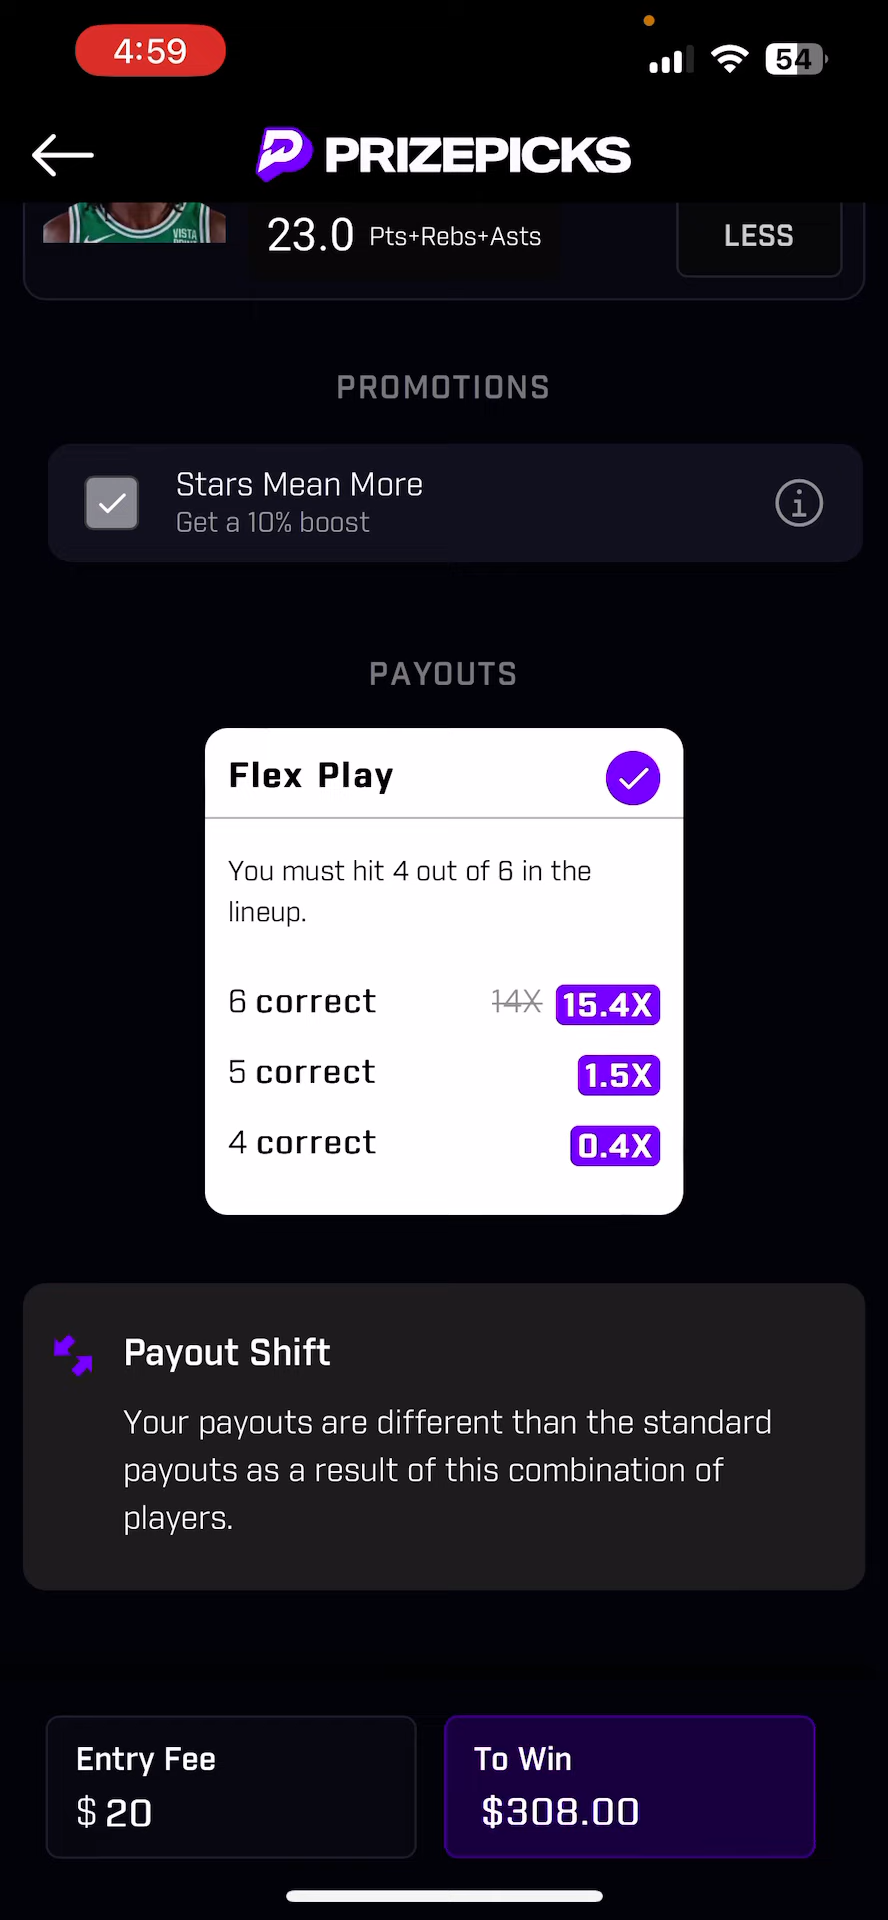 4:59
54
PRIZEPICKS
VISTA
23.0 Pts+Rebs+Asts
LESS
PROMOTIONS
Stars Mean More
Get a 10% boost
PAYOUTS
Flex Play
You must hit 4 out of 6 in the
lineup.
6 correct 14X 15.4X
5 correct 1.5X
4 correct 0.4X
Payout Shift
Your payouts are different than the standard
payouts as a result of this combination of
players.
Entry Fee
$ 20
To Win
$308.00